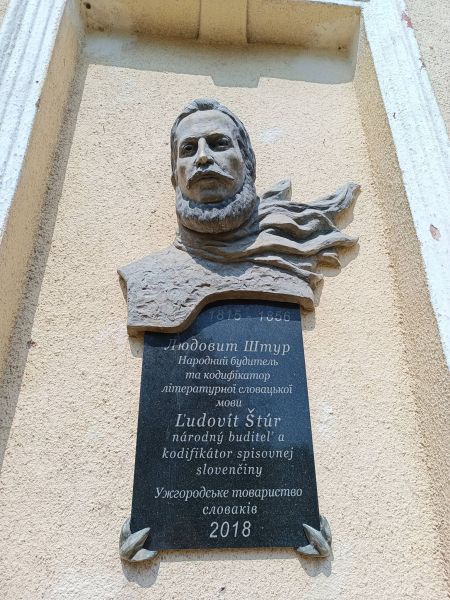 1815 - 1856
Людовит Штур
Народний будитель
та кодифікатор
літературної словацької
мови
Ľudovít Štúr
národný buditeľ a
kodifikátor spisovnej
slovenčiny
Ужгородське товариство
словаків
2018